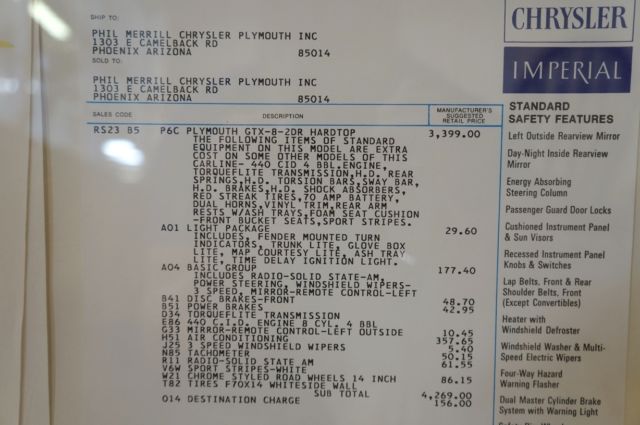 SHIP TO:
PHIL MERRILL CHRYSLER PLYMOUTH INC
1303 E CAMELBACK RD
PHOENIX ARIZONA 85014
SOLD TO:
PHIL MERRILL CHRYSLER PLYMOUTH INC
1303 E CAMELBACK RD
PHOENIX ARIZONA 85014
SALES CODE DESCRIPTION MANUFACTURER'S SUGGESTED RETAIL PRICE
RS23 B5 P6C PLYMOUTH GTX-8-2DR HARDTOP 3,399.00
THE FOLLOWING ITEMS OF STANDARD
EQUIPMENT ON THIS MODEL ARE EXTRA
COST ON SOME OTHER MODELS OF THIS
CARLINE- 440 CID 4 BBL.ENGINE,
TORQUEFLITE TRANSMISSION,H.D. REAR
SPRINGS,H.D. TORSION BARS,SWAY BAR,
H.D. BRAKES,H.D. SHOCK ABSORBERS,
RED STREAK TIRES,70 AMP BATTERY,
DUAL HORNS,VINYL TRIM,REAR ARM
RESTS W/ASH TRAYS,FOAM SEAT CUSHION
-FRONT BUCKET SEATS,SPORT STRIPES.
A01 LIGHT PACKAGE 29.60
INCLUDES, FENDER MOUNTED TURN
INDICATORS, TRUNK LITE, GLOVE BOX
LITE, MAP COURTESY LITE, ASH TRAY
LITE, TIME DELAY IGNITION LIGHT.
A04 BASIC GROUP 177.40
INCLUDES RADIO-SOLID STATE-AM,
POWER STEERING, WINDSHIELD WIPERS-
3 SPEED, MIRROR-REMOTE CONTROL-LEFT
B41 DISC BRAKES-FRONT 48.70
B51 POWER BRAKES 42.95
D34 TORQUEFLITE TRANSMISSION
E86 440 C.I.D. ENGINE 8 CYL. 4 BBL
G33 MIRROR-REMOTE CONTROL-LEFT OUTSIDE 10.45
H51 AIR CONDITIONING 357.65
J25 3 SPEED WINDSHIELD WIPERS 5.40
N85 TACHOMETER 50.15
R11 RADIO-SOLID STATE AM 61.55
V6W SPORT STRIPES-WHITE
W21 CHROME STYLED ROAD WHEELS 14 INCH 86.15
T82 TIRES F70X14 WHITESIDE WALL
SUB TOTAL 4,269.00
014 DESTINATION CHARGE 156.00
CHRYSLER
IMPERIAL
STANDARD
SAFETY FEATURES
Left Outside Rearview Mirror
Day-Night Inside Rearview
Mirror
Energy Absorbing
Steering Column
Passenger Guard Door Locks
Cushioned Instrument Panel
& Sun Visors
Recessed Instrument Panel
Knobs & Switches
Lap Belts, Front & Rear
Shoulder Belts, Front
(Except Convertibles)
Heater with
Windshield Defroster
Windshield Washer & Multi-
Speed Electric Wipers
Four-Way Hazard
Warning Flasher
Dual Master Cylinder Brake
System with Warning Light